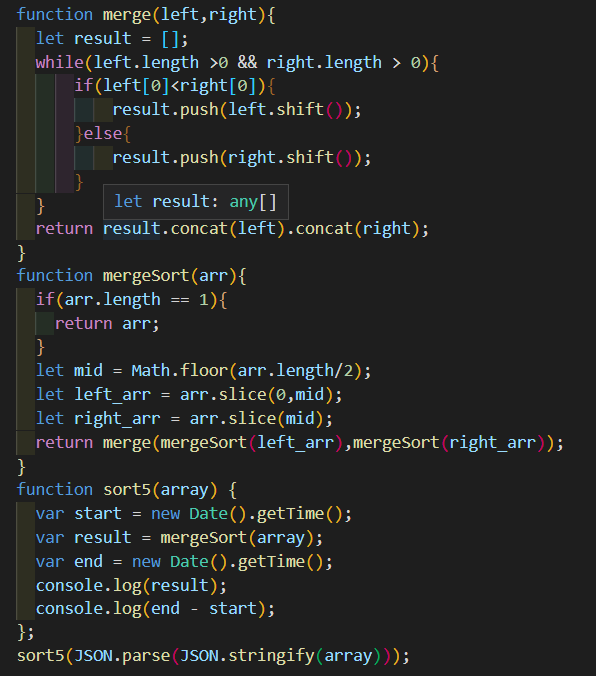 function merge(left,right){
  let result = [];
  while(left.length >0 && right.length > 0){
      if(left[0]<right[0]){
          result.push(left.shift());
      }else{
          result.push(right.shift());
      }
let result: any[]
  }
  return result.concat(left).concat(right);
}
function mergeSort(arr){
  if(arr.length == 1){
    return arr;
  }
  let mid = Math.floor(arr.length/2);
  let left_arr = arr.slice(0,mid);
  let right_arr = arr.slice(mid);
  return merge(mergeSort(left_arr),mergeSort(right_arr));
}
function sort5(array) {
  var start = new Date().getTime();
  var result = mergeSort(array);
  var end = new Date().getTime();
  console.log(result);
  console.log(end - start);
};
sort5(JSON.parse(JSON.stringify(array)));